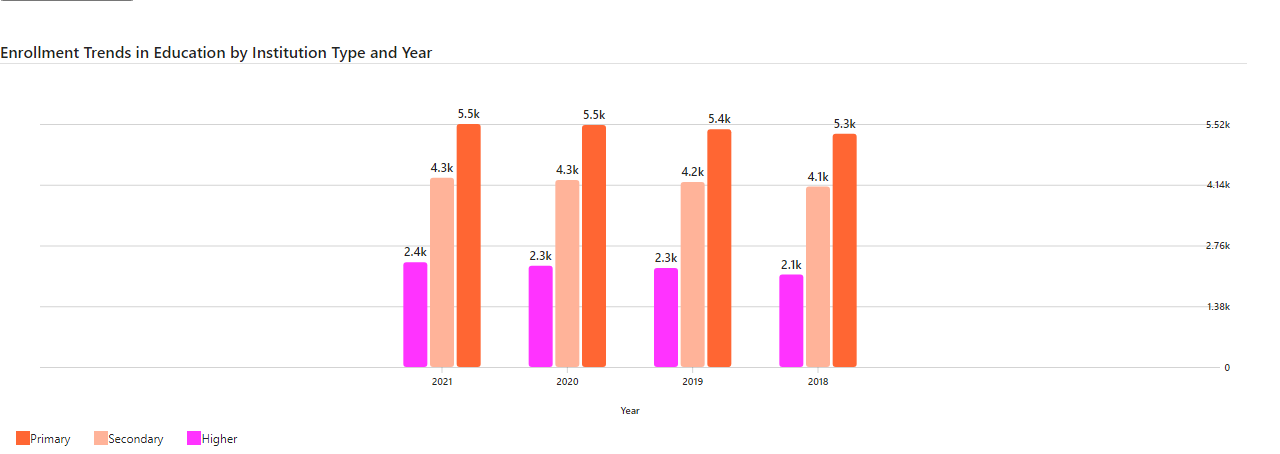 Enrollment Trends in Education by Institution Type and Year
5.5k 5.5k 5.4k 5.3k
5.52k
4.3k 4.3k 4.2k 4.1k
4.14k
2.4k 2.3k 2.3k 2.1k
2.76k
1.38k
0
2021 2020 2019 2018
Year
Primary Secondary Higher